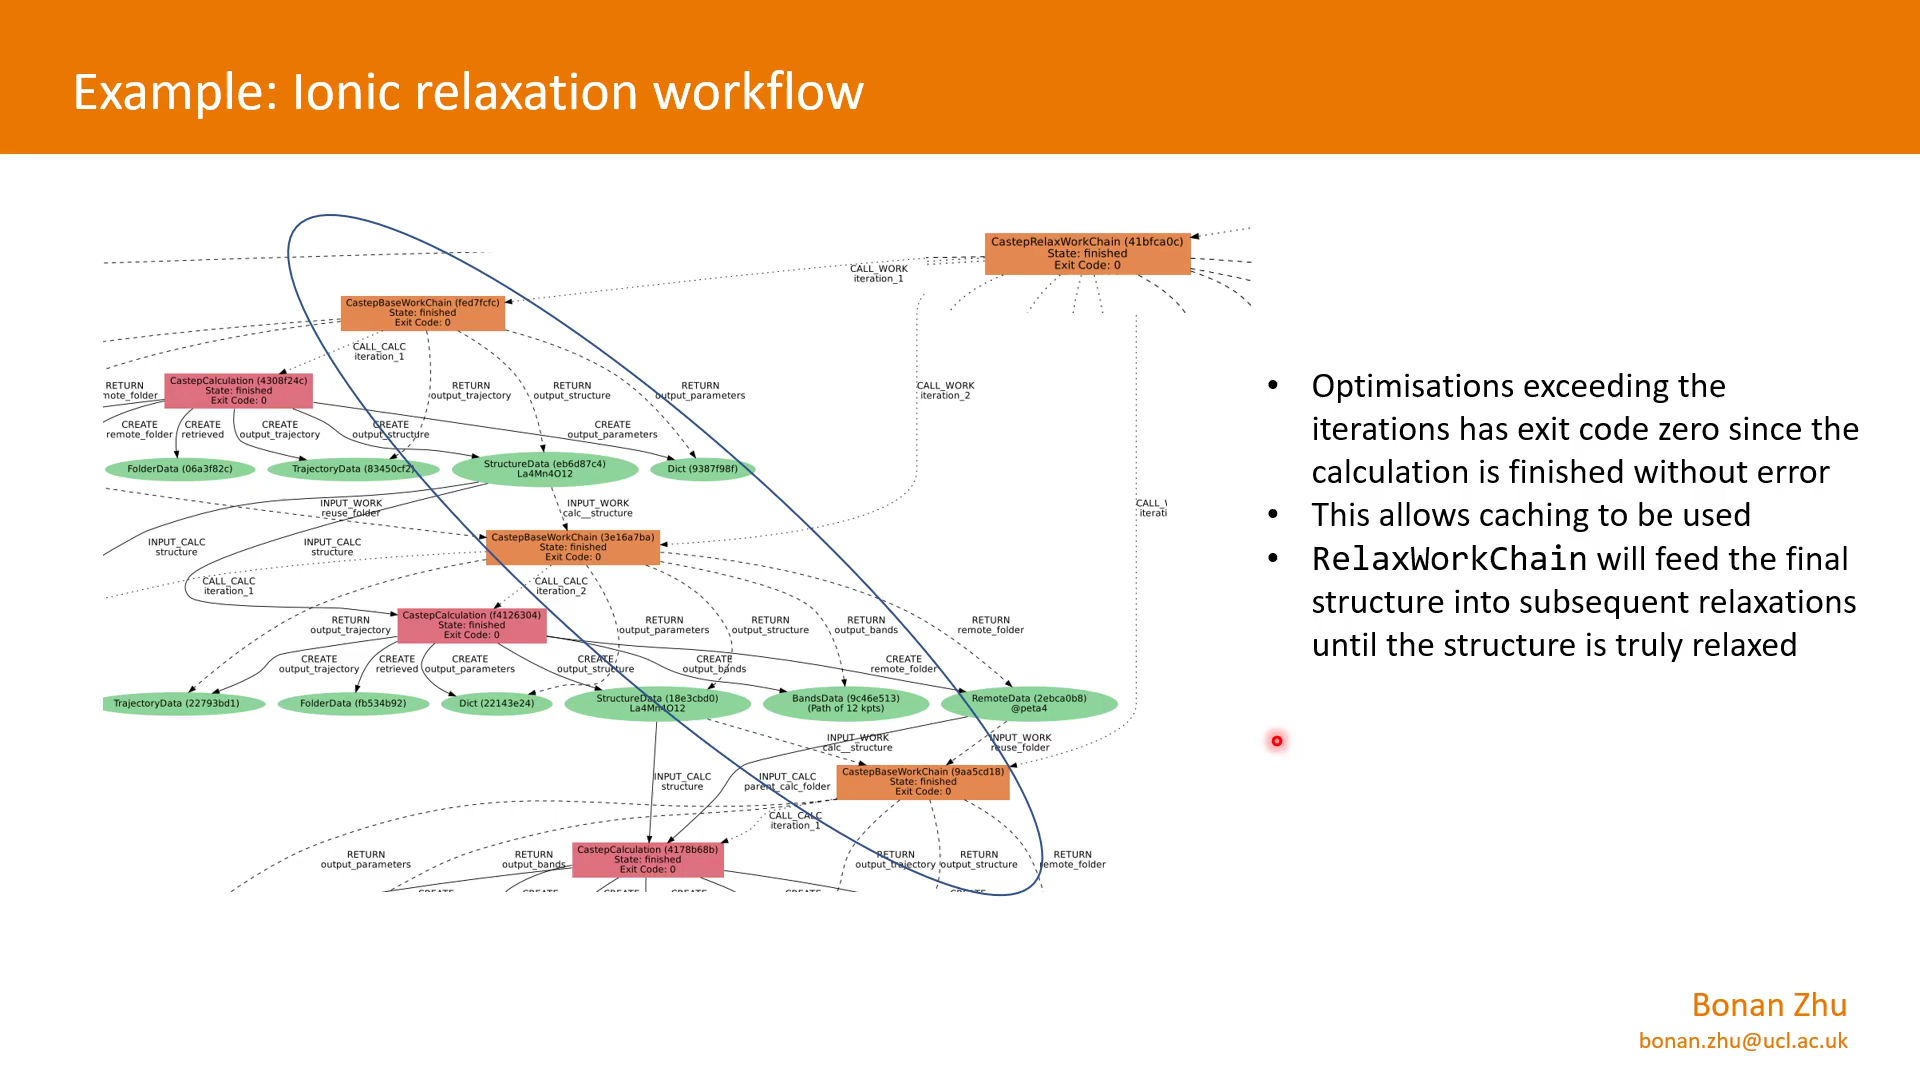 Example: Ionic relaxation workflow
CastepRelaxWorkChain (41bfca0c)
State: finished
Exit Code: 0
CALL_WORK
iteration_1
CastepBaseWorkChain (fed7fcfc)
State: finished
Exit Code: 0
CALL_CALC
iteration_1
CastepCalculation (4308f24c)
State: finished
Exit Code: 0
RETURN
mote_folder
RETURN
output_trajectory
RETURN
output_structure
RETURN
output_parameters
CALL_WORK
iteration_2
CREATE
remote_folder
CREATE
retrieved
CREATE
output_trajectory
CREATE
output_structure
CREATE
output_parameters
FolderData (06a3f82c)
TrajectoryData (83450cf2)
StructureData (eb6d87c4)
La4Mn4O12
Dict (9387f98f)
INPUT_WORK
reuse_folder
INPUT_WORK
calc__structure
CALL_\
iterati
INPUT_CALC
structure
INPUT_CALC
structure
CastepBaseWorkChain (3e16a7ba)
State: finished
Exit Code: 0
CALL_CALC
iteration_1
CALL_CALC
iteration_2
CastepCalculation (f4126304)
State: finished
Exit Code: 0
RETURN
output_trajectory
RETURN
output_parameters
RETURN
output_structure
RETURN
output_bands
RETURN
remote_folder
CREATE
output_trajectory
CREATE
retrieved
CREATE
output_parameters
CREATE
output_structure
CREATE
output_bands
CREATE
remote_folder
TrajectoryData (22793bd1)
FolderData (fb534b92)
Dict (22143e24)
StructureData (18e3cbd0)
La4Mn4O12
BandsData (9c46e513)
(Path of 12 kpts)
RemoteData (2ebca0b8)
@peta4
INPUT_WORK
calc__structure
INPUT_WORK
reuse_folder
INPUT_CALC
structure
INPUT_CALC
parent_calc_folder
CastepBaseWorkChain (9aa5cd18)
State: finished
Exit Code: 0
CALL_CALC
iteration_1
CastepCalculation (4178b68b)
State: finished
Exit Code: 0
RETURN
output_parameters
RETURN
output_bands
RETURN
output_trajectory
RETURN
output_structure
RETURN
remote_folder
• Optimisations exceeding the
iterations has exit code zero since the
calculation is finished without error
• This allows caching to be used
• RelaxWorkChain will feed the final
structure into subsequent relaxations
until the structure is truly relaxed
Bonan Zhu
bonan.zhu@ucl.ac.uk